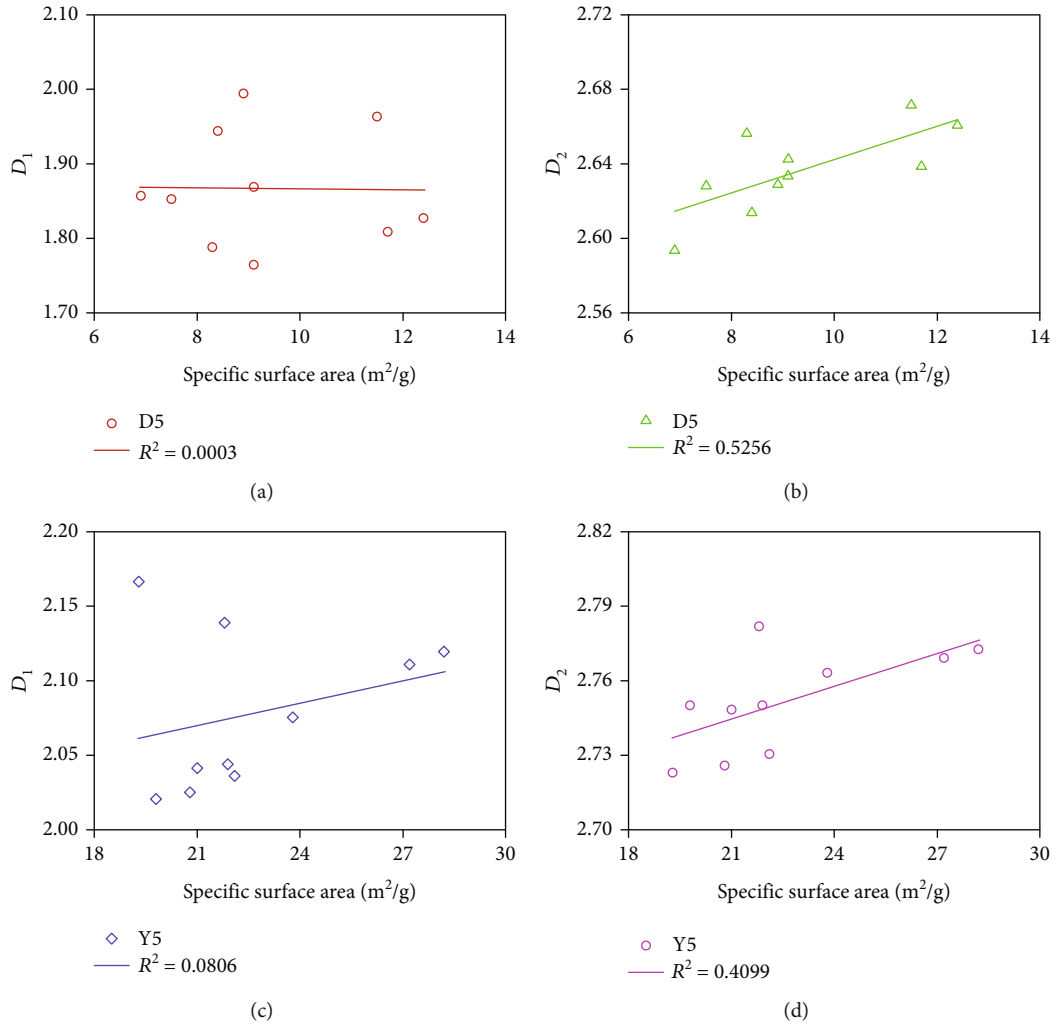 2.10
2.00
1.90
1.80
1.70
D₁
6 8 10 12 14
Specific surface area (m²/g)
D5
R² = 0.0003
(a)
2.72
2.68
2.64
2.60
2.56
D₂
6 8 10 12 14
Specific surface area (m²/g)
D5
R² = 0.5256
(b)
2.20
2.15
2.10
2.05
2.00
D₁
18 21 24 27 30
Specific surface area (m²/g)
Y5
R² = 0.0806
(c)
2.82
2.79
2.76
2.73
2.70
D₂
18 21 24 27 30
Specific surface area (m²/g)
Y5
R² = 0.4099
(d)